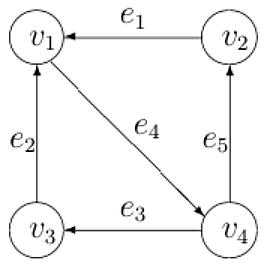 v₁ e₁ v₂
e₂ e₄ e₅
v₃ e₃ v₄